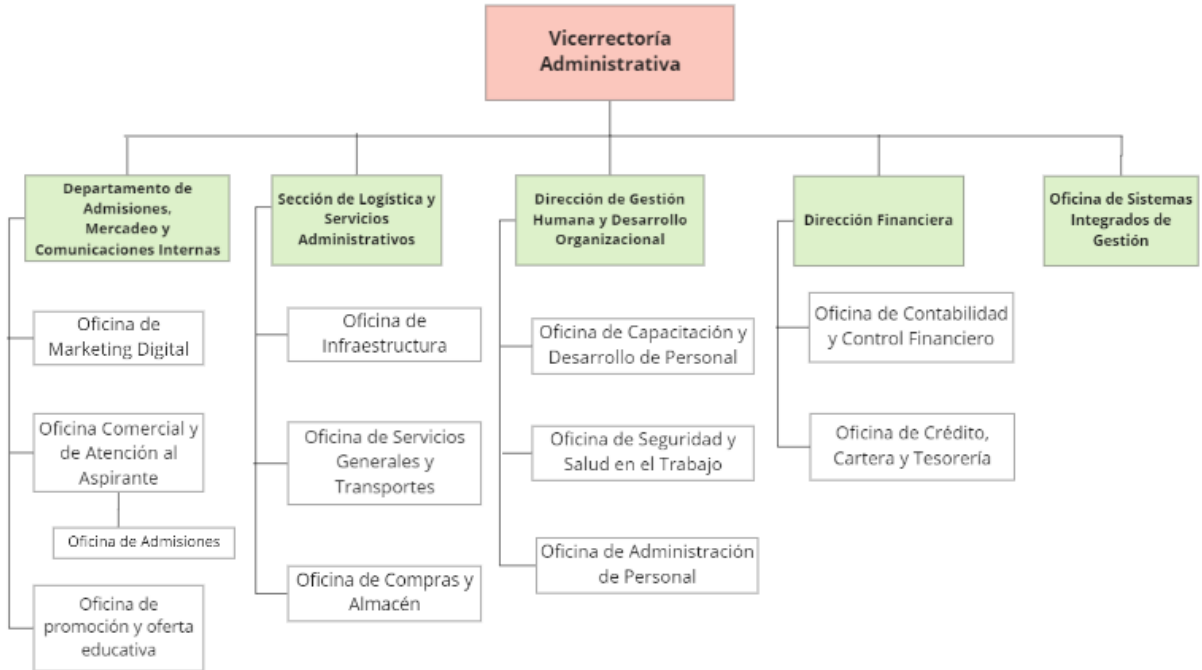 Vicerrectoría
Administrativa
Departamento de
Admisiones,
Mercadeo y
Comunicaciones Internas
Sección de Logística y
Servicios
Administrativos
Dirección de Gestión
Humana y Desarrollo
Organizacional
Dirección Financiera
Oficina de Sistemas
Integrados de
Gestión
Oficina de
Marketing Digital
Oficina Comercial y
de Atención al
Aspirante
Oficina de Admisiones
Oficina de
promoción y oferta
educativa
Oficina de
Infraestructura
Oficina de Servicios
Generales y
Transportes
Oficina de Compras y
Almacén
Oficina de Capacitación y
Desarrollo de Personal
Oficina de Seguridad y
Salud en el Trabajo
Oficina de Administración
de Personal
Oficina de Contabilidad
y Control Financiero
Oficina de Crédito,
Cartera y Tesorería